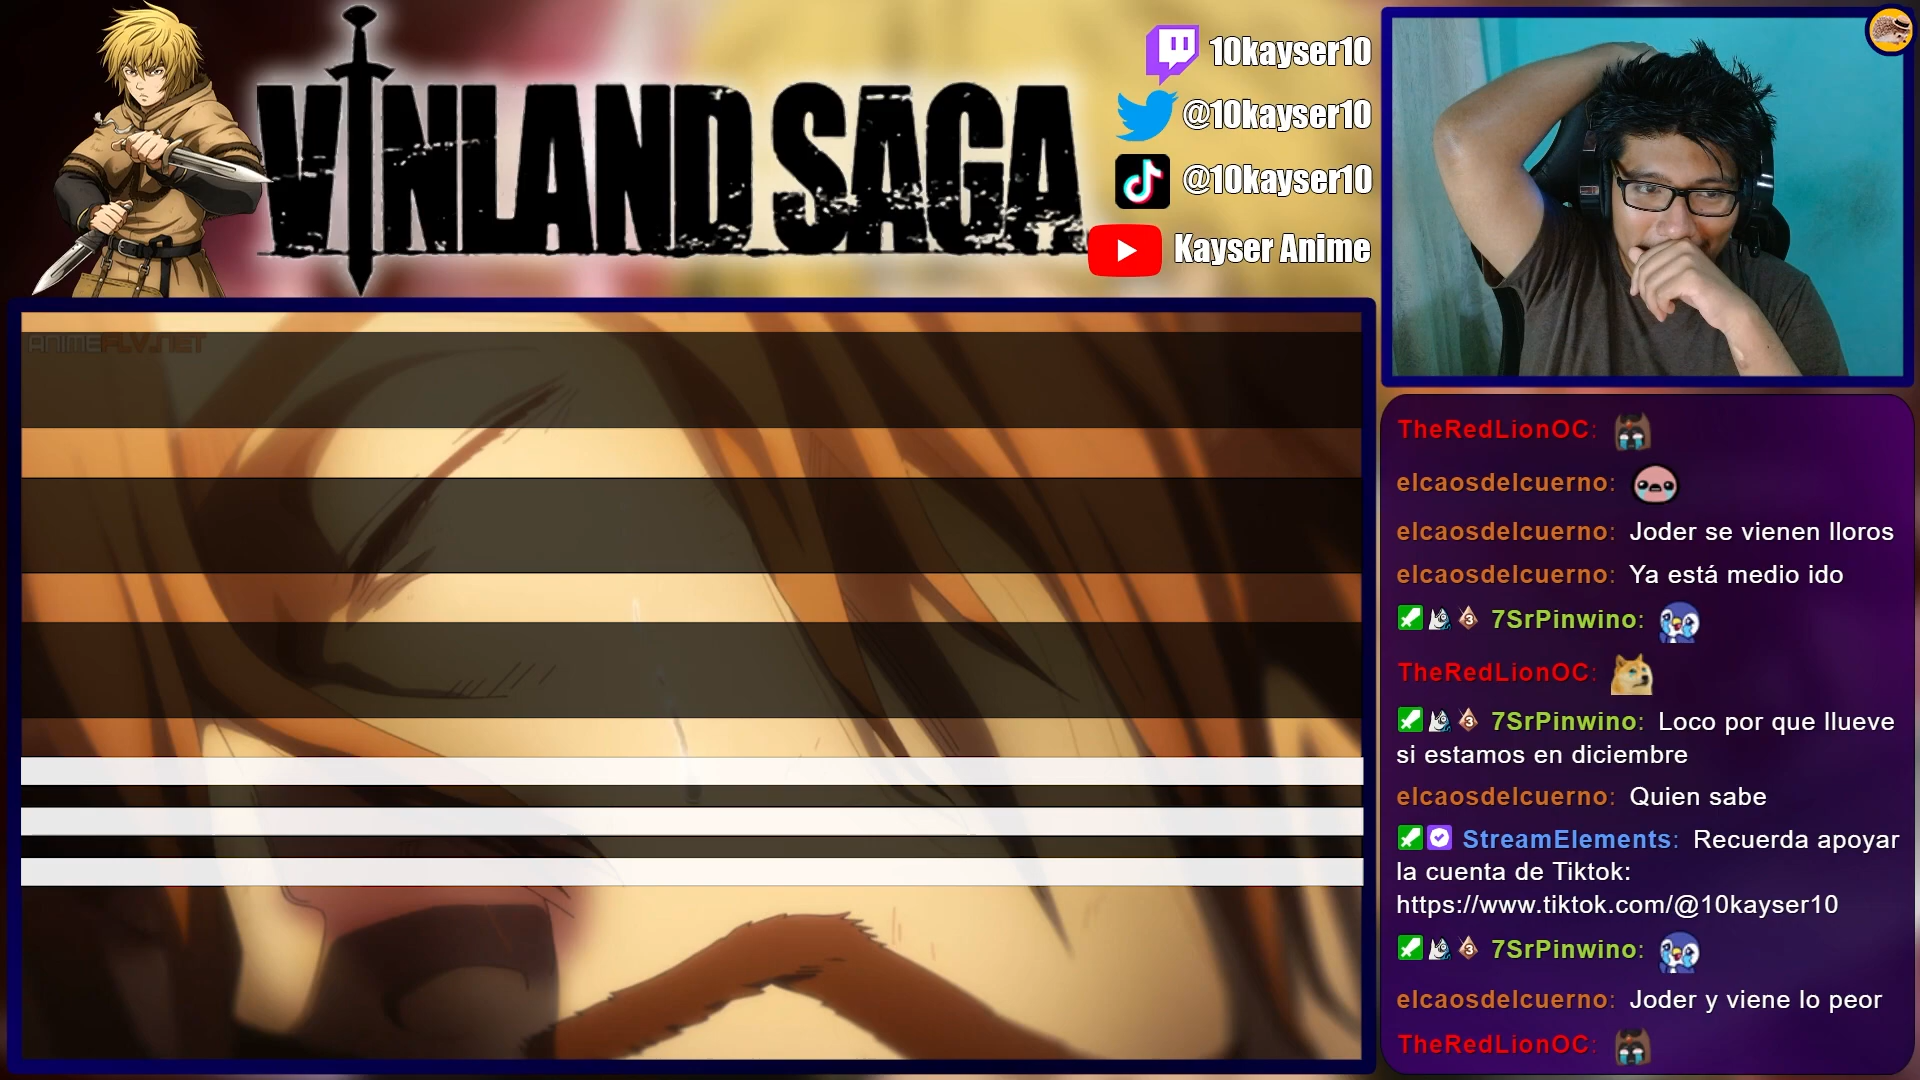 VINLAND SAGA
10kayser10
@10kayser10
@10kayser10
Kayser Anime
ANIMEFLV.NET
TheRedLionOC:
elcaosdelcuerno:
elcaosdelcuerno: Joder se vienen lloros
elcaosdelcuerno: Ya está medio ido
7SrPinwino:
TheRedLionOC:
7SrPinwino: Loco por que llueve
si estamos en diciembre
elcaosdelcuerno: Quien sabe
StreamElements: Recuerda apoyar
la cuenta de Tiktok:
https://www.tiktok.com/@10kayser10
7SrPinwino:
elcaosdelcuerno: Joder y viene lo peor
TheRedLionOC: